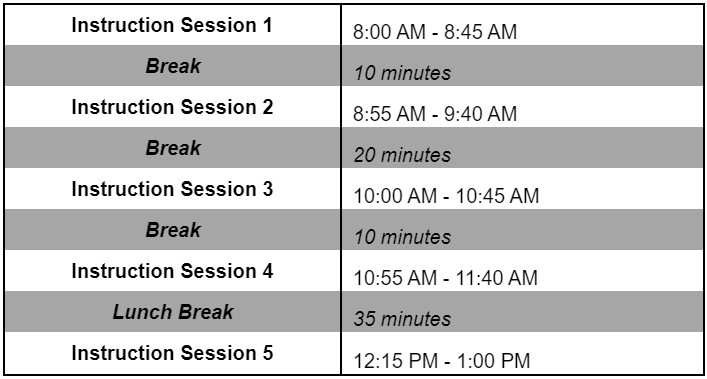 Instruction Session 1 8:00 AM - 8:45 AM
Break 10 minutes
Instruction Session 2 8:55 AM - 9:40 AM
Break 20 minutes
Instruction Session 3 10:00 AM - 10:45 AM
Break 10 minutes
Instruction Session 4 10:55 AM - 11:40 AM
Lunch Break 35 minutes
Instruction Session 5 12:15 PM - 1:00 PM